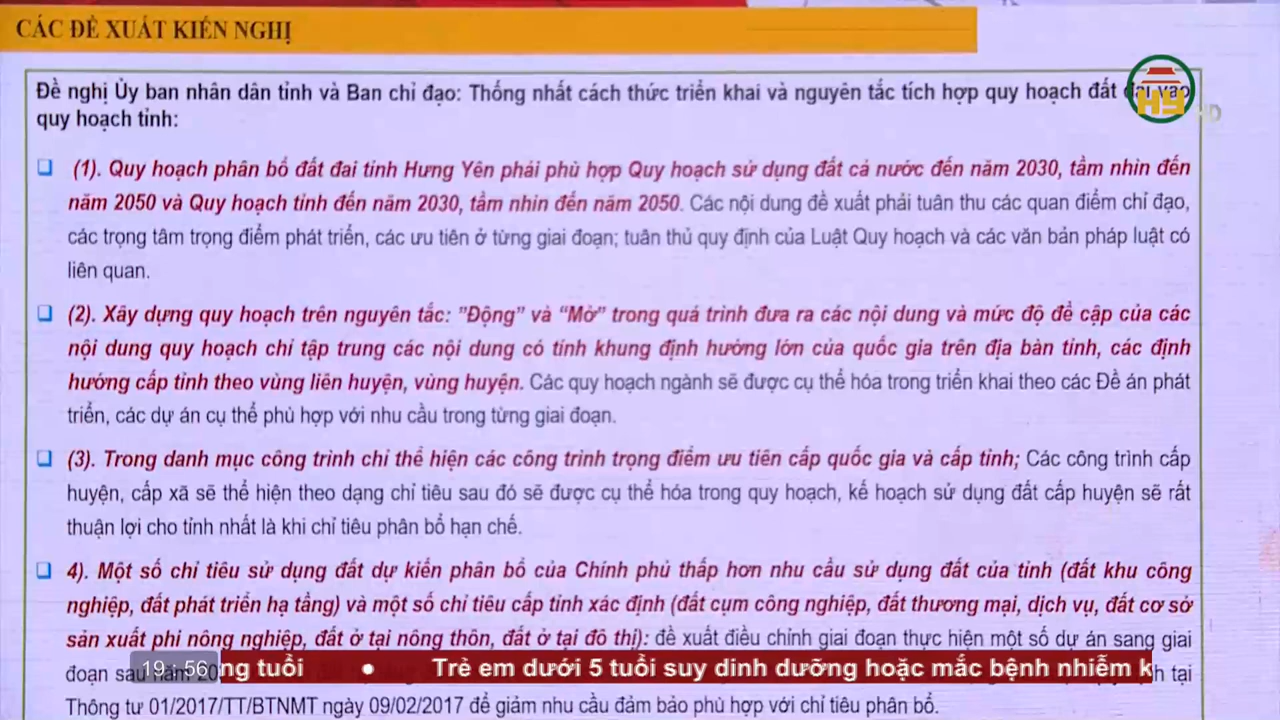 CÁC ĐỀ XUẤT KIẾN NGHỊ
Đề nghị Ủy ban nhân dân tỉnh và Ban chỉ đạo: Thống nhất cách thức triển khai và nguyên tắc tích hợp quy hoạch đất đai vào
HY
HD
quy hoạch tỉnh:
(1). Quy hoạch phân bổ đất đai tỉnh Hưng Yên phải phù hợp Quy hoạch sử dụng đất cả nước đến năm 2030, tầm nhìn đến
năm 2050 và Quy hoạch tỉnh đến năm 2030, tầm nhìn đến năm 2050. Các nội dung đề xuất phải tuân thu các quan điểm chỉ đạo,
các trọng tâm trọng điểm phát triển, các ưu tiên ở từng giai đoạn; tuân thủ quy định của Luật Quy hoạch và các văn bản pháp luật có
liên quan.
(2). Xây dựng quy hoạch trên nguyên tắc: ”Động” và “Mở” trong quá trình đưa ra các nội dung và mức độ đề cập của các
nội dung quy hoạch chỉ tập trung các nội dung có tính khung định hướng lớn của quốc gia trên địa bàn tỉnh, các định
hướng cấp tỉnh theo vùng liên huyện, vùng huyện. Các quy hoạch ngành sẽ được cụ thể hóa trong triển khai theo các Đề án phát
triển, các dự án cụ thể phù hợp với nhu cầu trong từng giai đoạn.
(3). Trong danh mục công trình chỉ thể hiện các công trình trọng điểm ưu tiên cấp quốc gia và cấp tỉnh; Các công trình cấp
huyện, cấp xã sẽ thể hiện theo dạng chỉ tiêu sau đó sẽ được cụ thể hóa trong quy hoạch, kế hoạch sử dụng đất cấp huyện sẽ rất
thuận lợi cho tỉnh nhất là khi chỉ tiêu phân bổ hạn chế.
4). Một số chỉ tiêu sử dụng đất dự kiến phân bổ của Chính phủ thấp hơn nhu cầu sử dụng đất của tỉnh (đất khu công
nghiệp, đất phát triển hạ tầng) và một số chỉ tiêu cấp tỉnh xác định (đất cụm công nghiệp, đất thương mại, dịch vụ, đất cơ sở
sản xuất phi nông nghiệp, đất ở tại nông thôn, đất ở tại đô thị): đề xuất điều chỉnh giai đoạn thực hiện một số dự án sang giai
đoạn sau năm 20 h tại
19 56 ng tuổi • Trẻ em dưới 5 tuổi suy dinh dưỡng hoặc mắc bệnh nhiễm k
Thông tư 01/2017/TT/BTNMT ngày 09/02/2017 để giảm nhu cầu đảm bảo phù hợp với chỉ tiêu phân bổ.